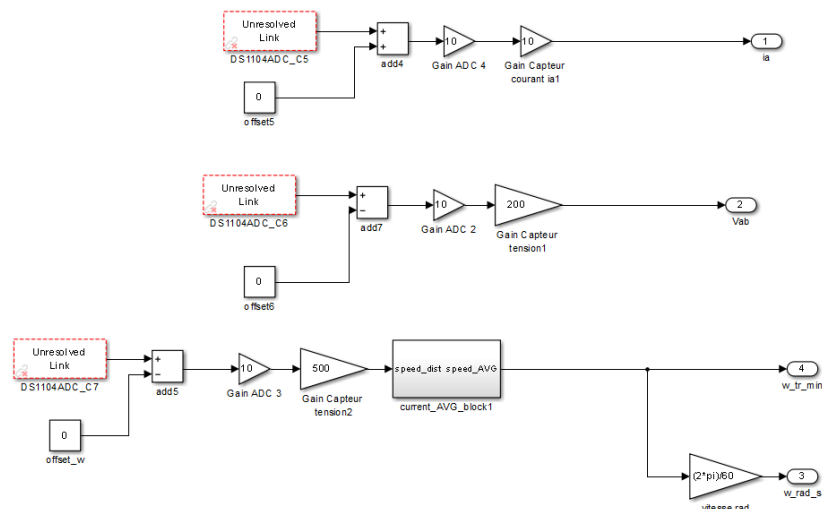 Unresolved
Link
DS1104ADC_C5
+
+
add4
10
Gain ADC 4
10
Gain Capteur
courant ia1
1
ia
0
offset5
Unresolved
Link
DS1104ADC_C6
+
−
add7
10
Gain ADC 2
200
Gain Capteur
tension1
2
Vab
0
offset6
Unresolved
Link
DS1104ADC_C7
+
−
add5
10
Gain ADC 3
500
Gain Capteur
tension2
speed_dist speed_AVG
current_AVG_block1
4
w_tr_min
0
offset_w
(2*pi)/60
vitesse rad
3
w_rad_s